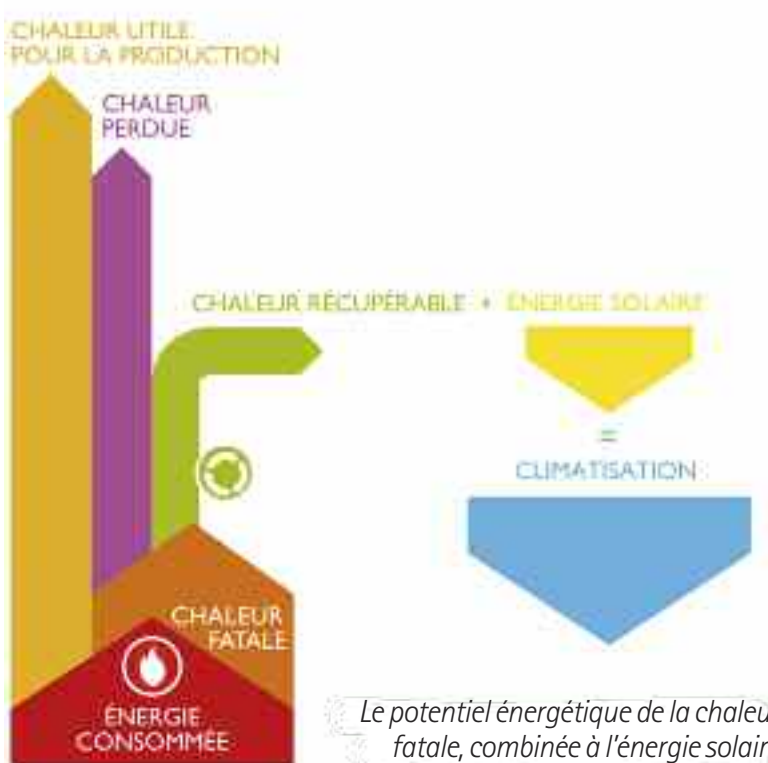 CHALEUR UTILE
POUR LA PRODUCTION
CHALEUR
PERDUE
CHALEUR RÉCUPÉRABLE + ÉNERGIE SOLAIRE
=
CLIMATISATION
CHALEUR
FATALE
ÉNERGIE
CONSOMMÉE
Le potentiel énergétique de la chaleu
fatale, combinée à l'énergie solair